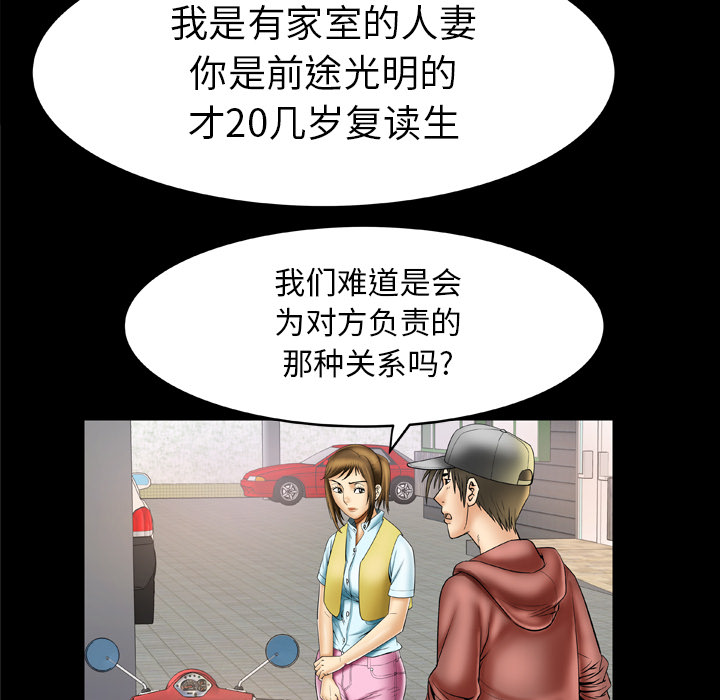 我是有家室的人妻
你是前途光明的
才20几岁复读生
我们难道是会
为对方负责的
那种关系吗?